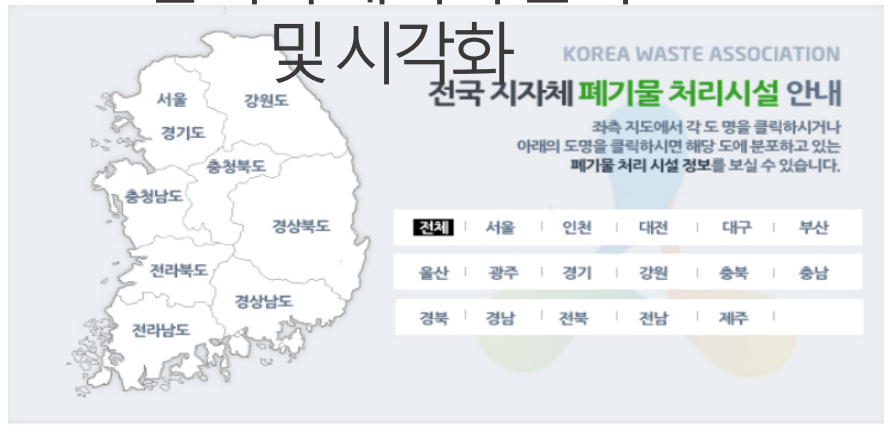 및 시각화
KOREA WASTE ASSOCIATION
전국 지자체 폐기물 처리시설 안내
좌측 지도에서 각 도 명을 클릭하시거나
아래의 도명을 클릭하시면 해당 도에 분포하고 있는
폐기물 처리 시설 정보를 보실 수 있습니다.
서울
강원도
경기도
충청북도
충청남도
경상북도
전라북도
경상남도
전라남도
전체 | 서울 | 인천 | 대전 | 대구 | 부산
울산 | 광주 | 경기 | 강원 | 충북 | 충남
경북 | 경남 | 전북 | 전남 | 제주 |